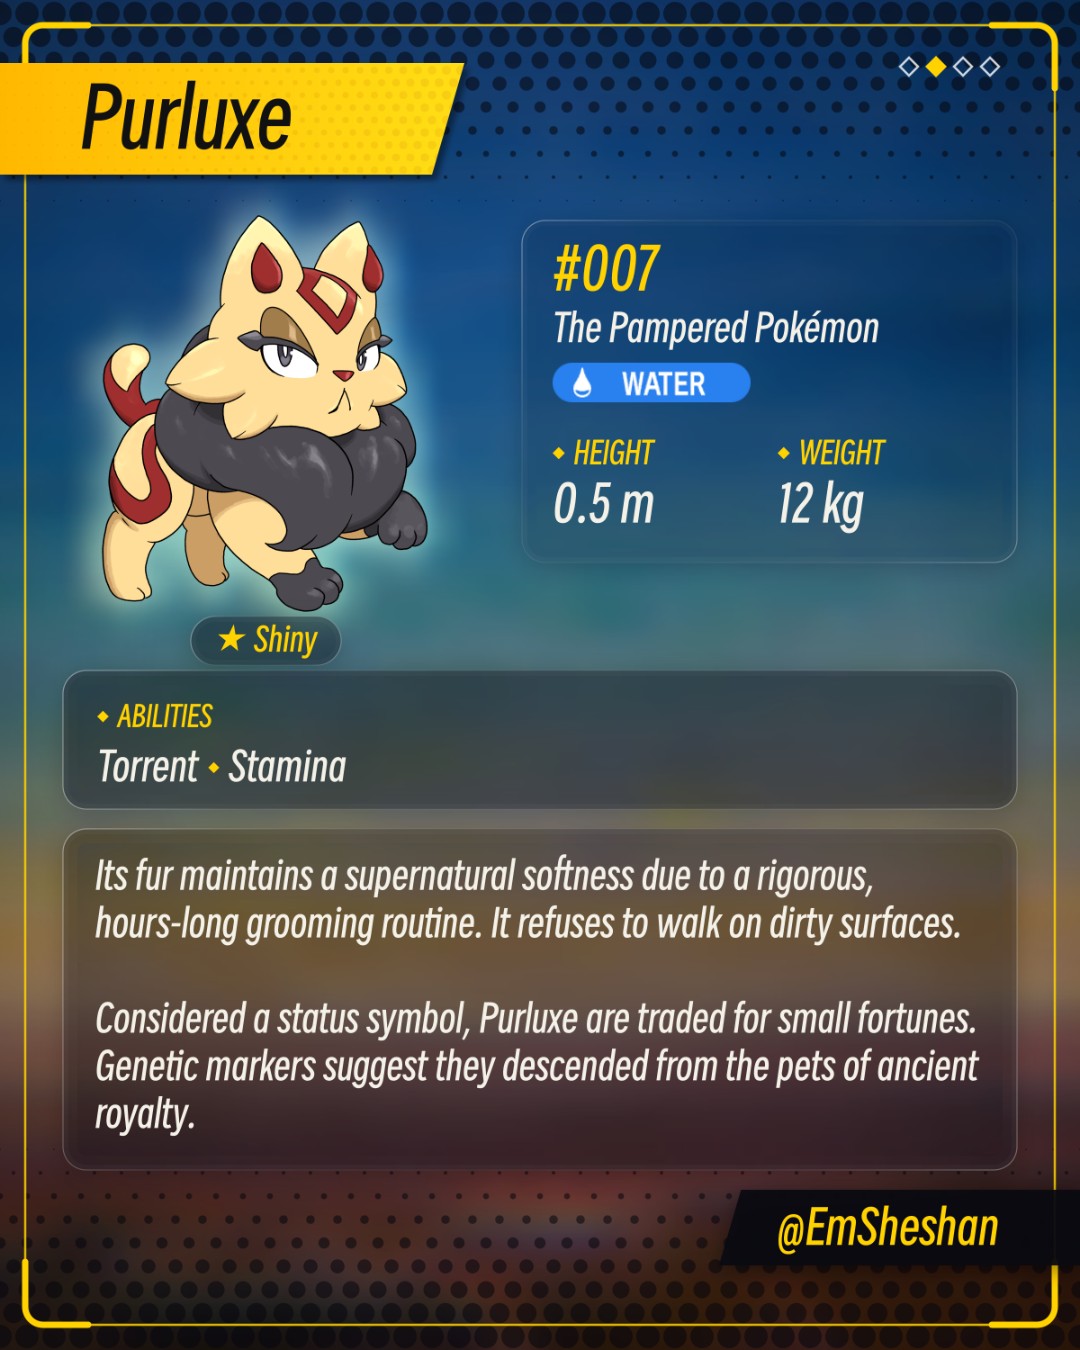 Purluxe
#007
The Pampered Pokémon
WATER
HEIGHT
WEIGHT
0.5 m
12 kg
Shiny
ABILITIES
Torrent • Stamina
Its fur maintains a supernatural softness due to a rigorous,
hours-long grooming routine. It refuses to walk on dirty surfaces.
Considered a status symbol, Purluxe are traded for small fortunes.
Genetic markers suggest they descended from the pets of ancient
royalty.
@EmSheshan